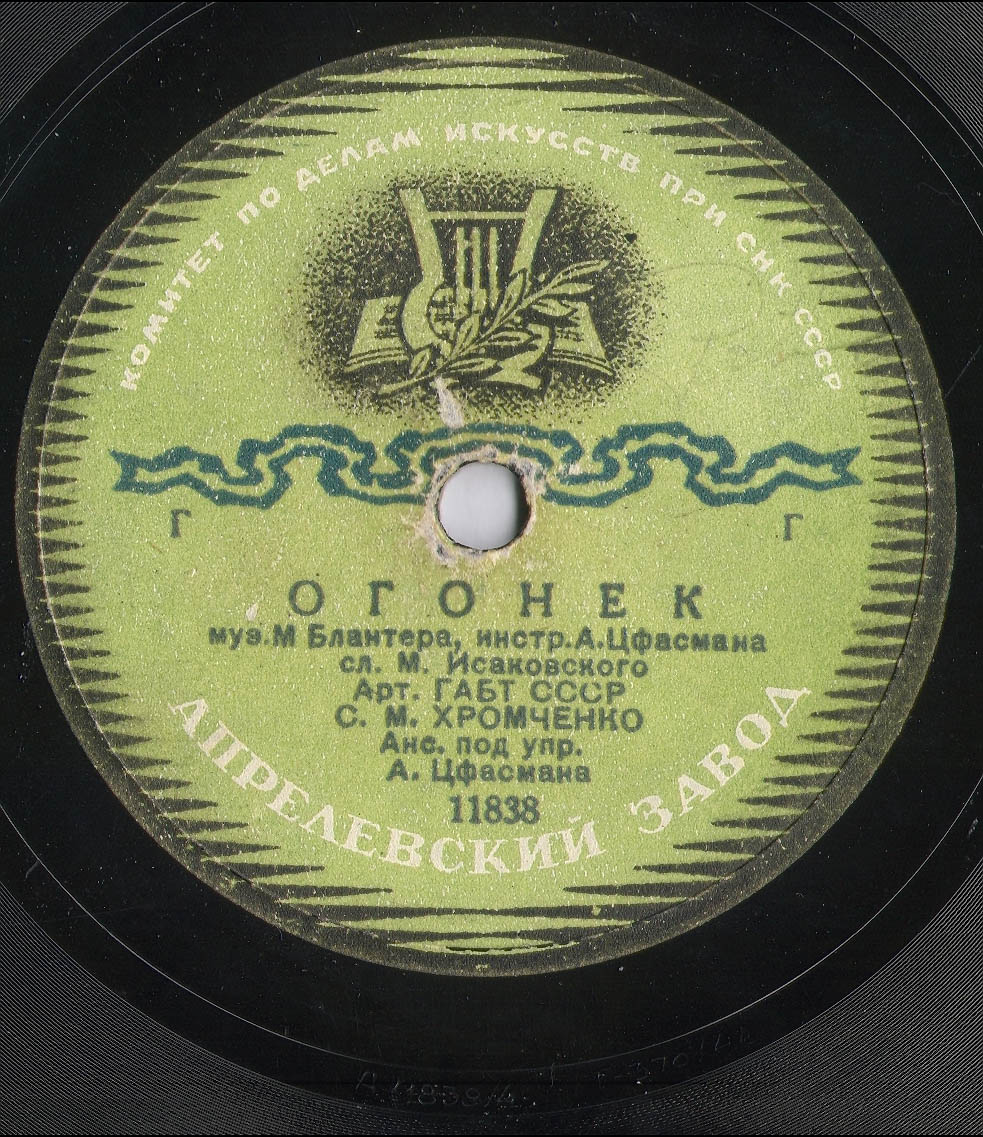 КОМИТЕТ ПО ДЕЛАМ ИСКУССТВ ПРИ СНК СССР
Г Г
ОГОНЕК
муз.М Блантера, инстр.А.Цфасмана
сл. М. Исаковского
Арт. ГАБТ СССР
С. М. ХРОМЧЕНКО
Анс. под упр.
А. Цфасмана
11838
АПРЕЛЕВСКИЙ ЗАВОД